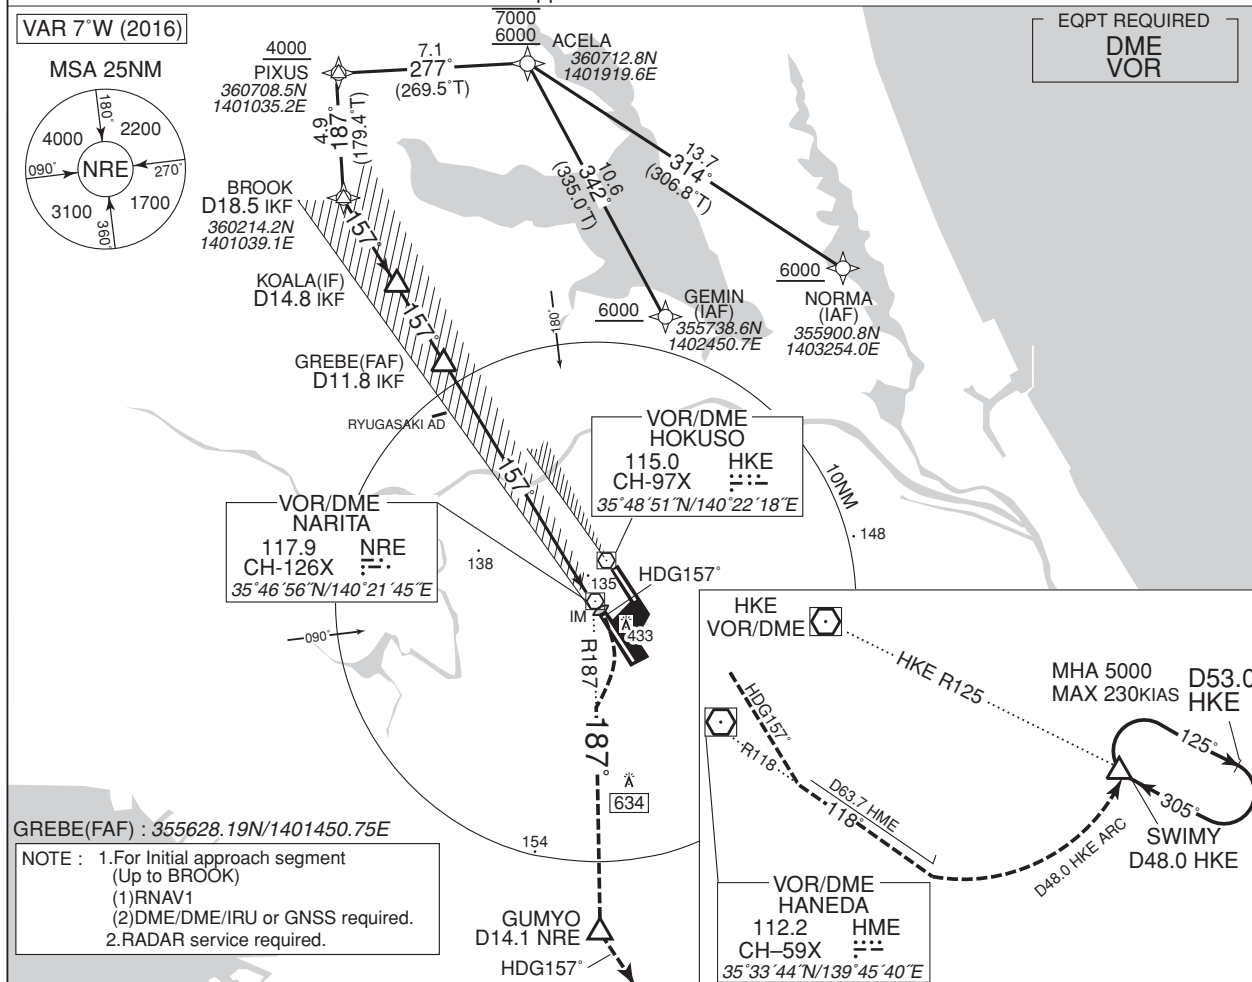 VAR 7°W (2016)
MSA 25NM
180°
4000
2200
090°
NRE
270°
3100
1700
360°
4000
PIXUS
360708.5N
1401035.2E
7.1
277°
(269.5°T)
7000
6000
ACELA
360712.8N
1401919.6E
EQPT REQUIRED
DME
VOR
4.9
187°
(179.4°T)
13.7
314°
(306.8°T)
10.6
342°
(335.0°T)
BROOK
D18.5 IKF
360214.2N
1401039.1E
157°
KOALA(IF)
D14.8 IKF
157°
GREBE(FAF)
D11.8 IKF
RYUGASAKI AD
157°
180°
6000
GEMIN
(IAF)
355738.6N
1402450.7E
6000
NORMA
(IAF)
355900.8N
1403254.0E
VOR/DME
HOKUSO
115.0 HKE
CH-97X
35°48´51˝N/140°22´18˝E
10NM
148
VOR/DME
NARITA
117.9 NRE
CH-126X
35°46´56˝N/140°21´45˝E
138
135
HDG157°
IM
433
090°
R187
187°
634
154
GREBE(FAF) : 355628.19N/1401450.75E
NOTE : 1.For Initial approach segment
(Up to BROOK)
(1)RNAV1
(2)DME/DME/IRU or GNSS required.
2.RADAR service required.
GUMYO
D14.1 NRE
HDG157°
HKE
VOR/DME
HKE R125
MHA 5000
MAX 230KIAS
D53.0
HKE
125°
305°
SWIMY
D48.0 HKE
HDG157°
R118
D63.7 HME
118°
D48.0 HKE ARC
VOR/DME
HANEDA
112.2 HME
CH–59X
35°33´44˝N/139°45´40˝E